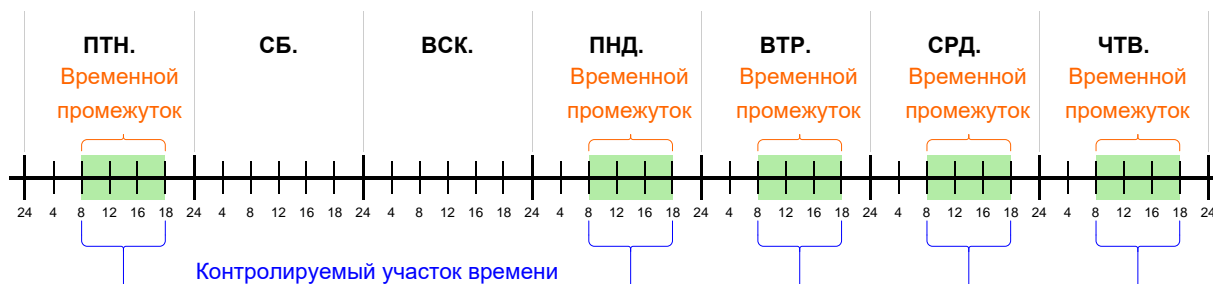 ПТН. СБ. ВСК. ПНД. ВТР. СРД. ЧТВ.
Временной Временной Временной Временной Временной
промежуток промежуток промежуток промежуток промежуток
24 4 8 12 16 18 24 4 8 12 16 18 24 4 8 12 16 18 24 4 8 12 16 18 24 4 8 12 16 18 24 4 8 12 16 18 24 4 8 12 16 18 24
Контролируемый участок времени